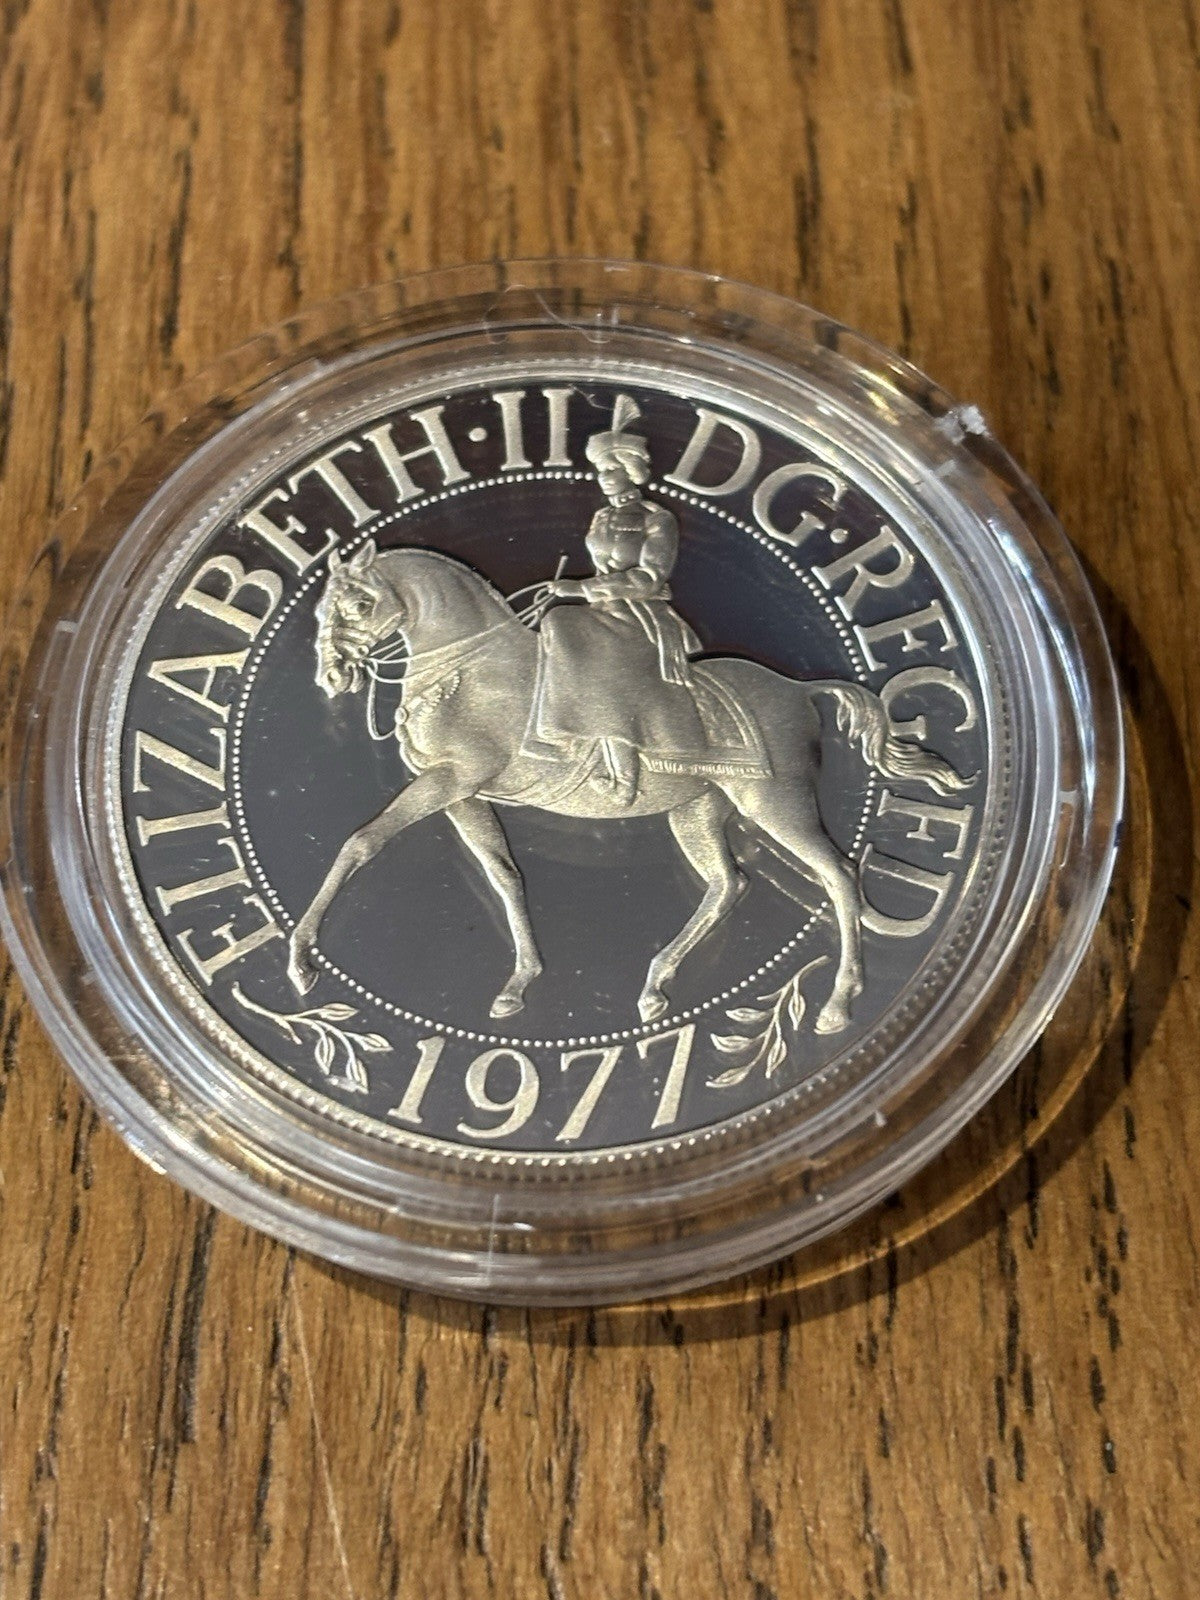 ELIZABETH·II DG·REG FD
1977